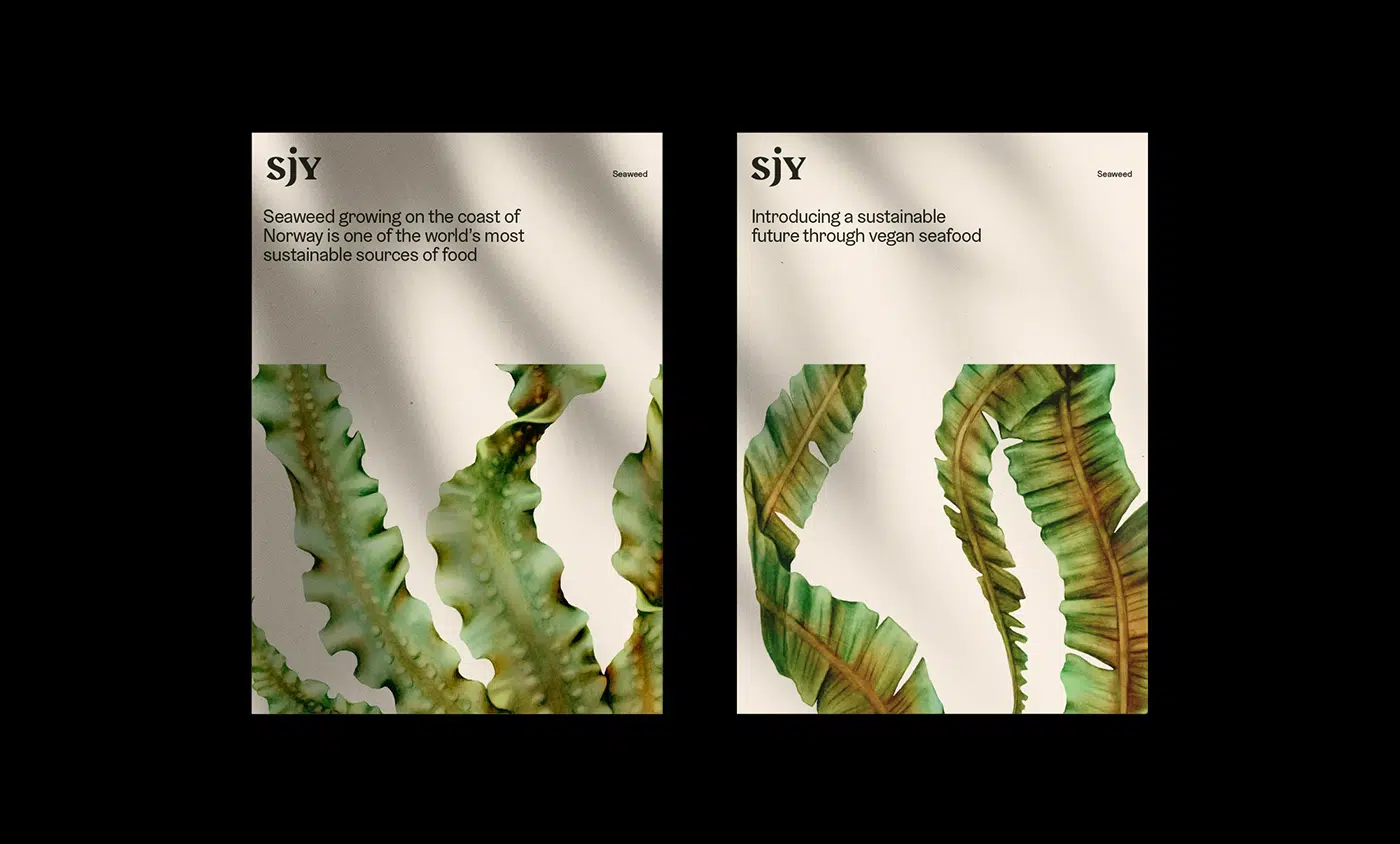 sjy
Seaweed
Seaweed growing on the coast of
Norway is one of the world's most
sustainable sources of food
sjy
Seaweed
Introducing a sustainable
future through vegan seafood